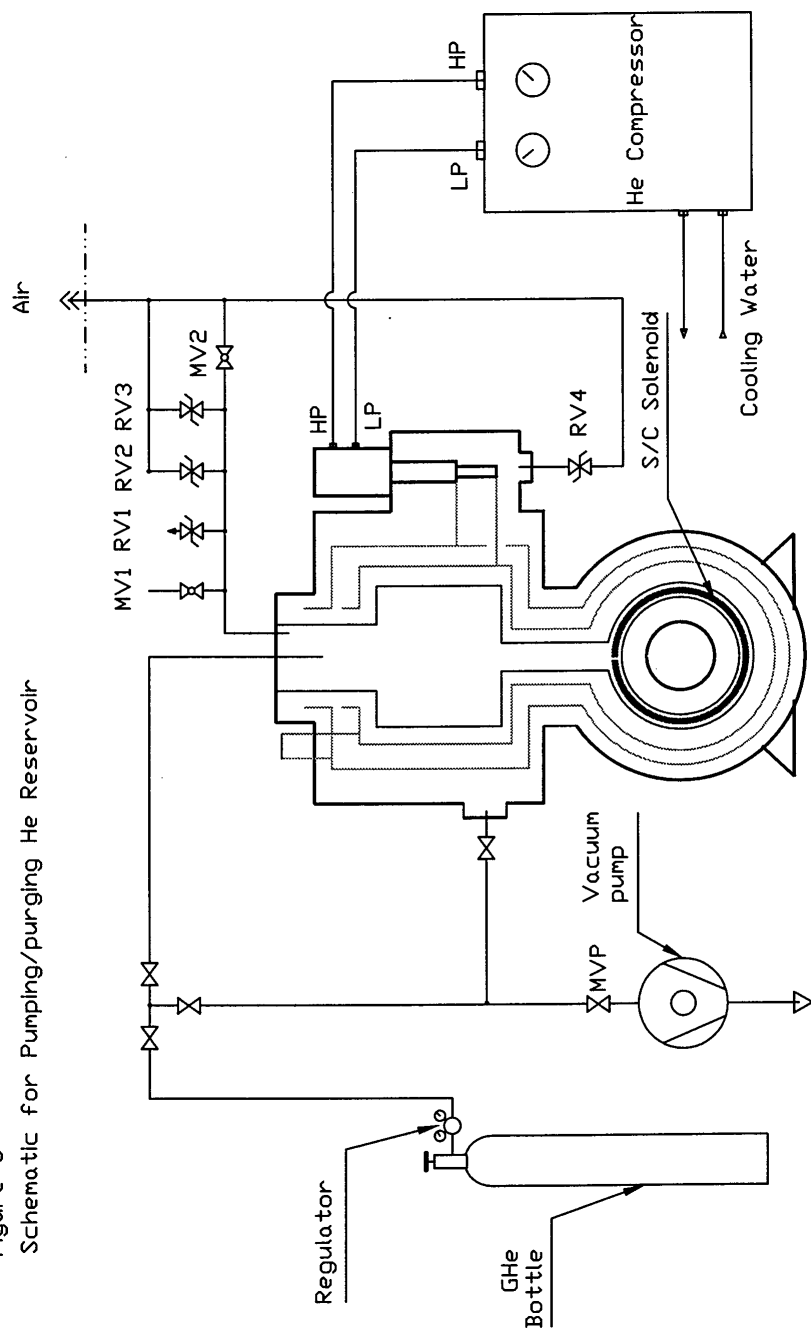 Schematic for Pumping/purging He Reservoir
Air
MV1 RV1 RV2 RV3
MV2
HP
LP
RV4
LP
HP
He Compressor
Cooling Water
S/C Solenoid
Vacuum
pump
MVP
Regulator
GHe
Bottle